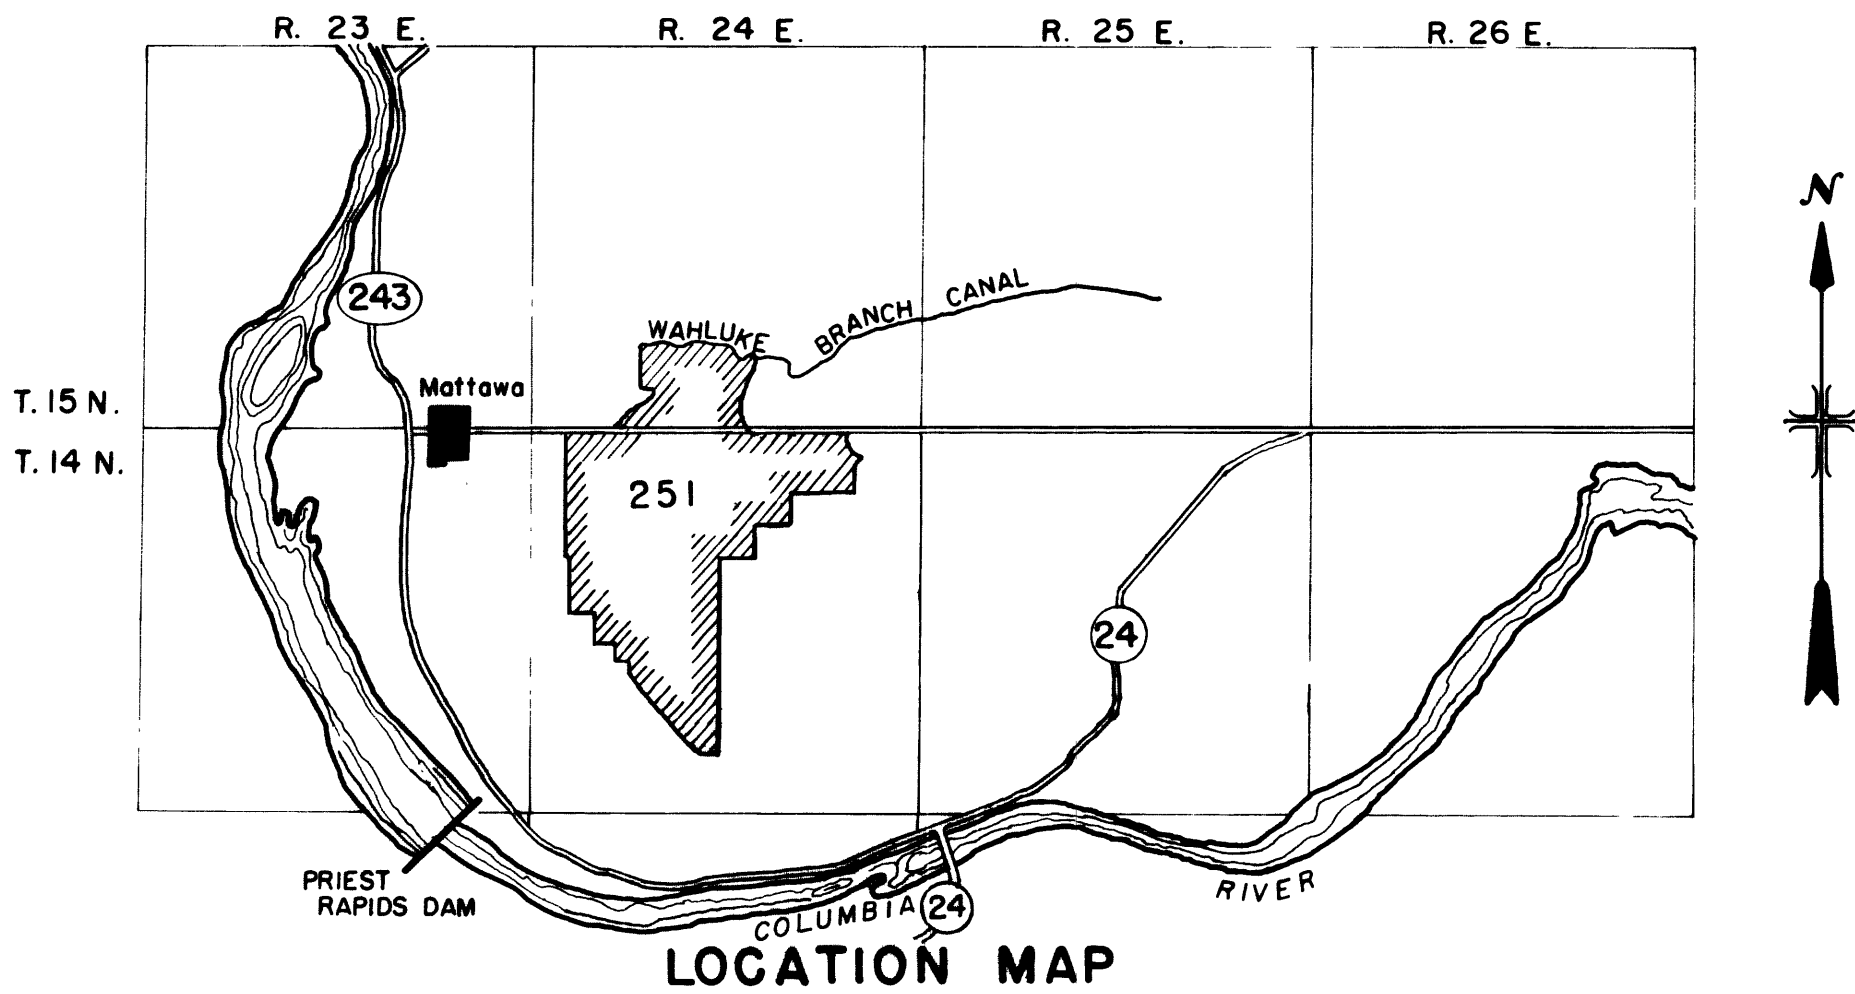 R. 23 E.
R. 24 E.
R. 25 E.
R. 26 E.
N
243
WAHLUKE BRANCH CANAL
Mattawa
T. 15 N.
T. 14 N.
251
24
PRIEST
RAPIDS DAM
COLUMBIA RIVER
24
LOCATION MAP